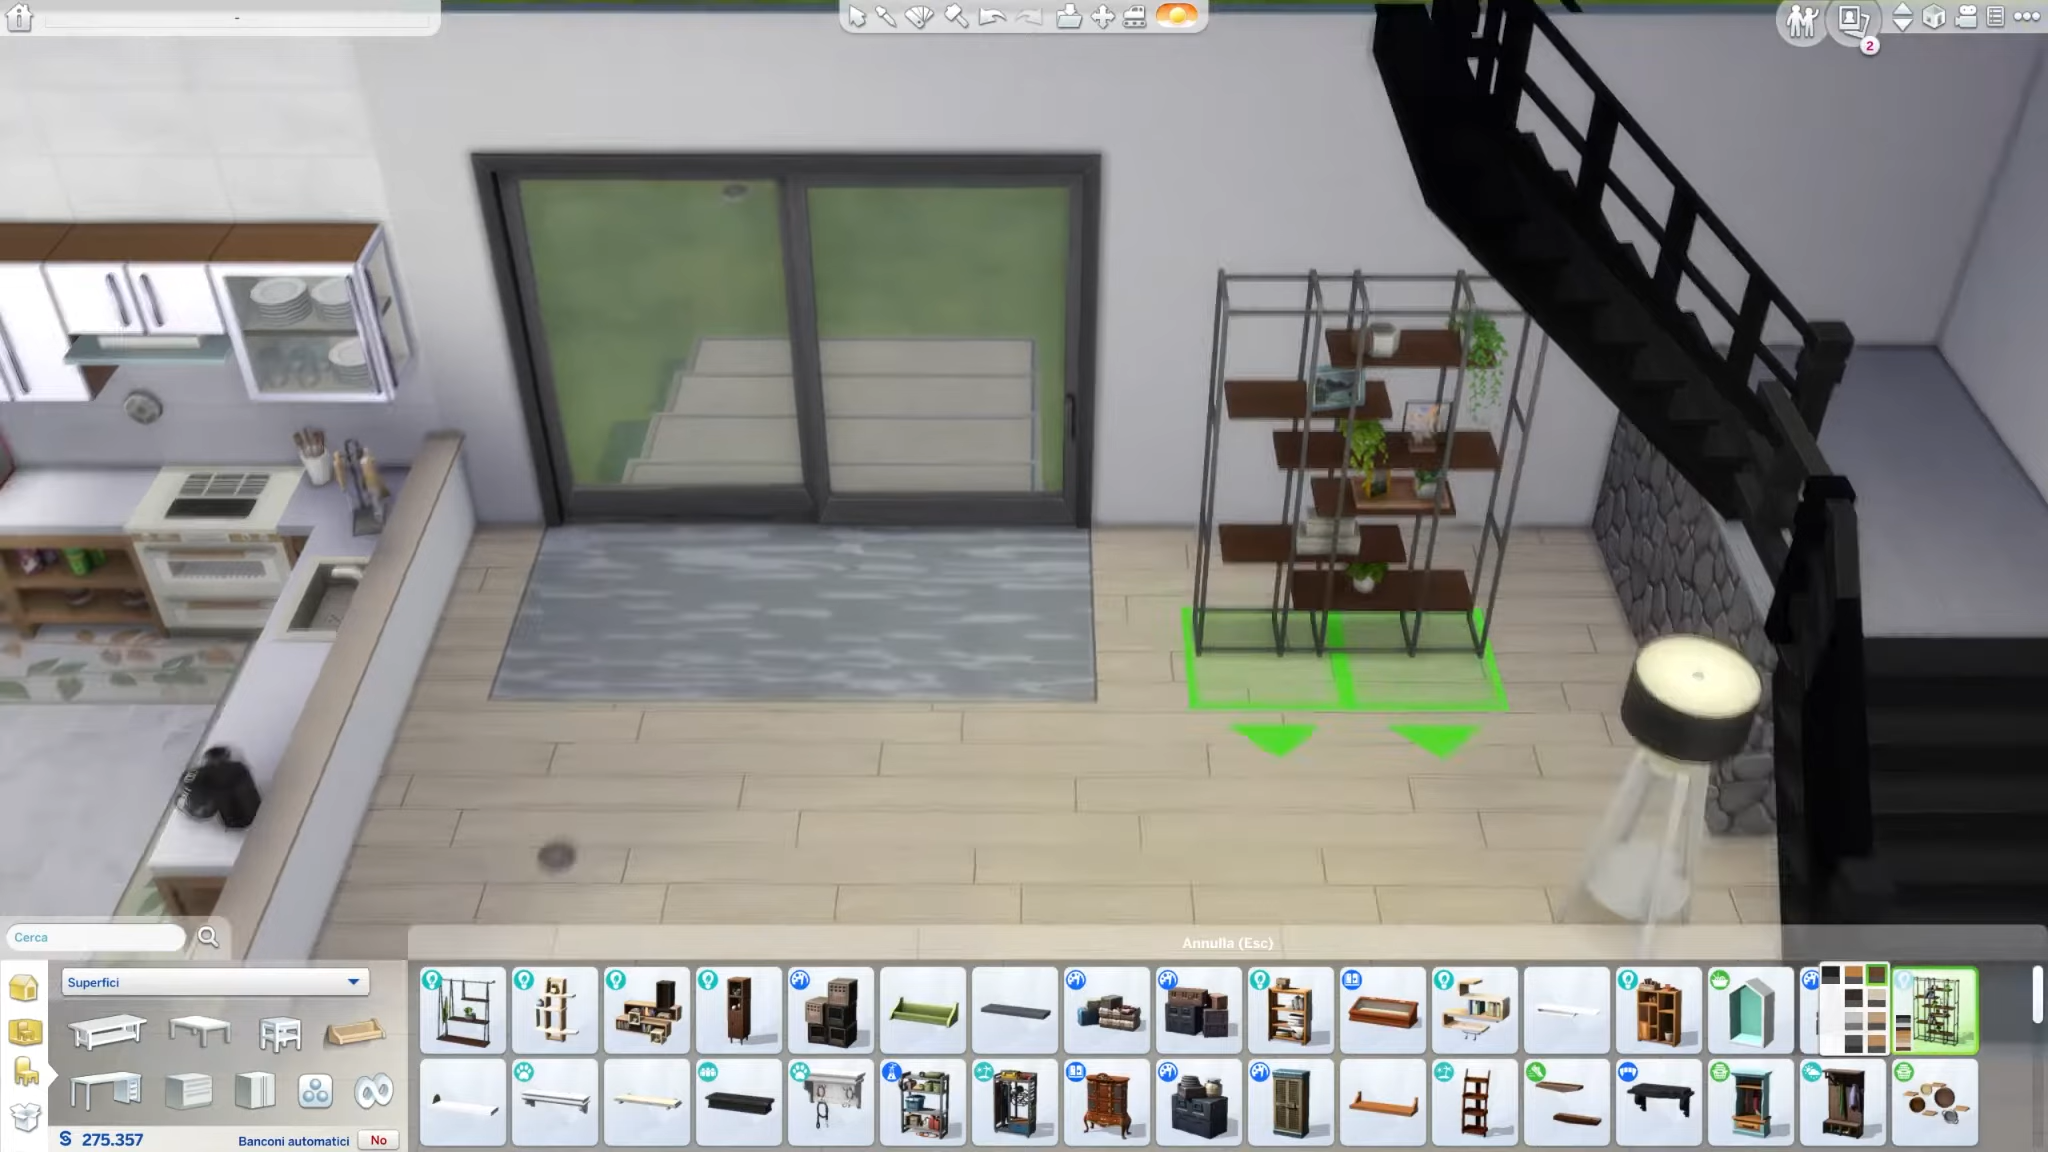 -
2
Annulla (Esc)
Cerca
Superfici
275.357
Banconi automatici No